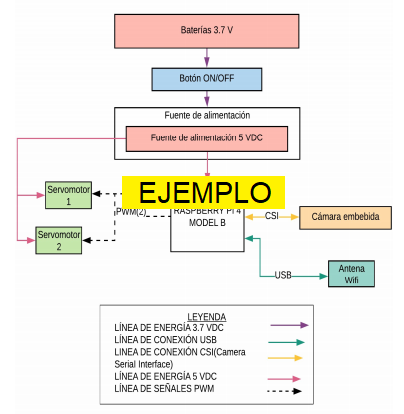 Baterías 3.7 V
Botón ON/OFF
Fuente de alimentación
Fuente de alimentación 5 VDC
Servomotor
1
EJEMPLO
PWM(2)
RASPBERRY PI 4
MODEL B
CSI
Cámara embebida
Servomotor
2
USB
Antena
Wifi
LEYENDA
LÍNEA DE ENERGÍA 3.7 VDC
LÍNEA DE CONEXIÓN USB
LINEA DE CONEXIÓN CSI(Camera
Serial Interface)
LÍNEA DE ENERGÍA 5 VDC
LÍNEA DE SEÑALES PWM